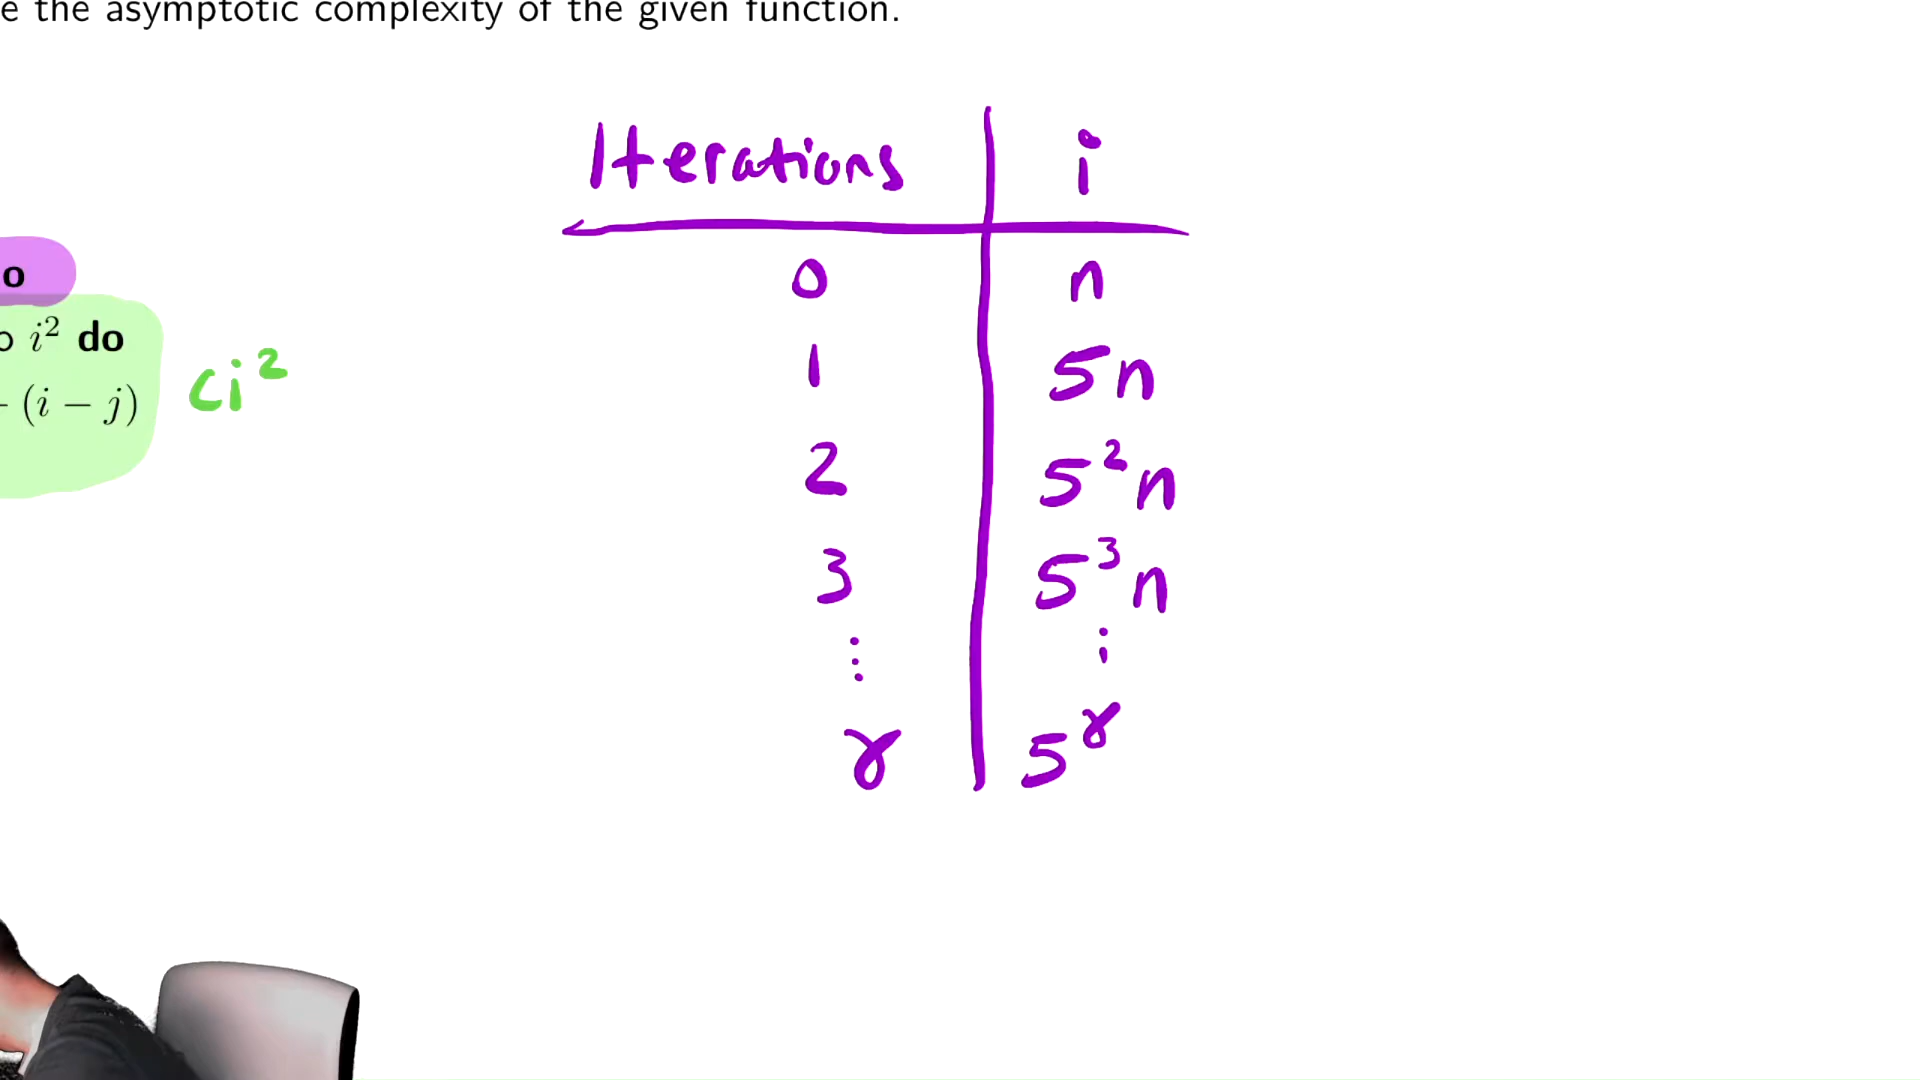 e the asymptotic complexity of the given function.
Iterations i
0 n
o
1 5n
o i² do
ci²
- (i − j)
2 5²n
3 5³n
⋮ ⋮
γ 5^γ